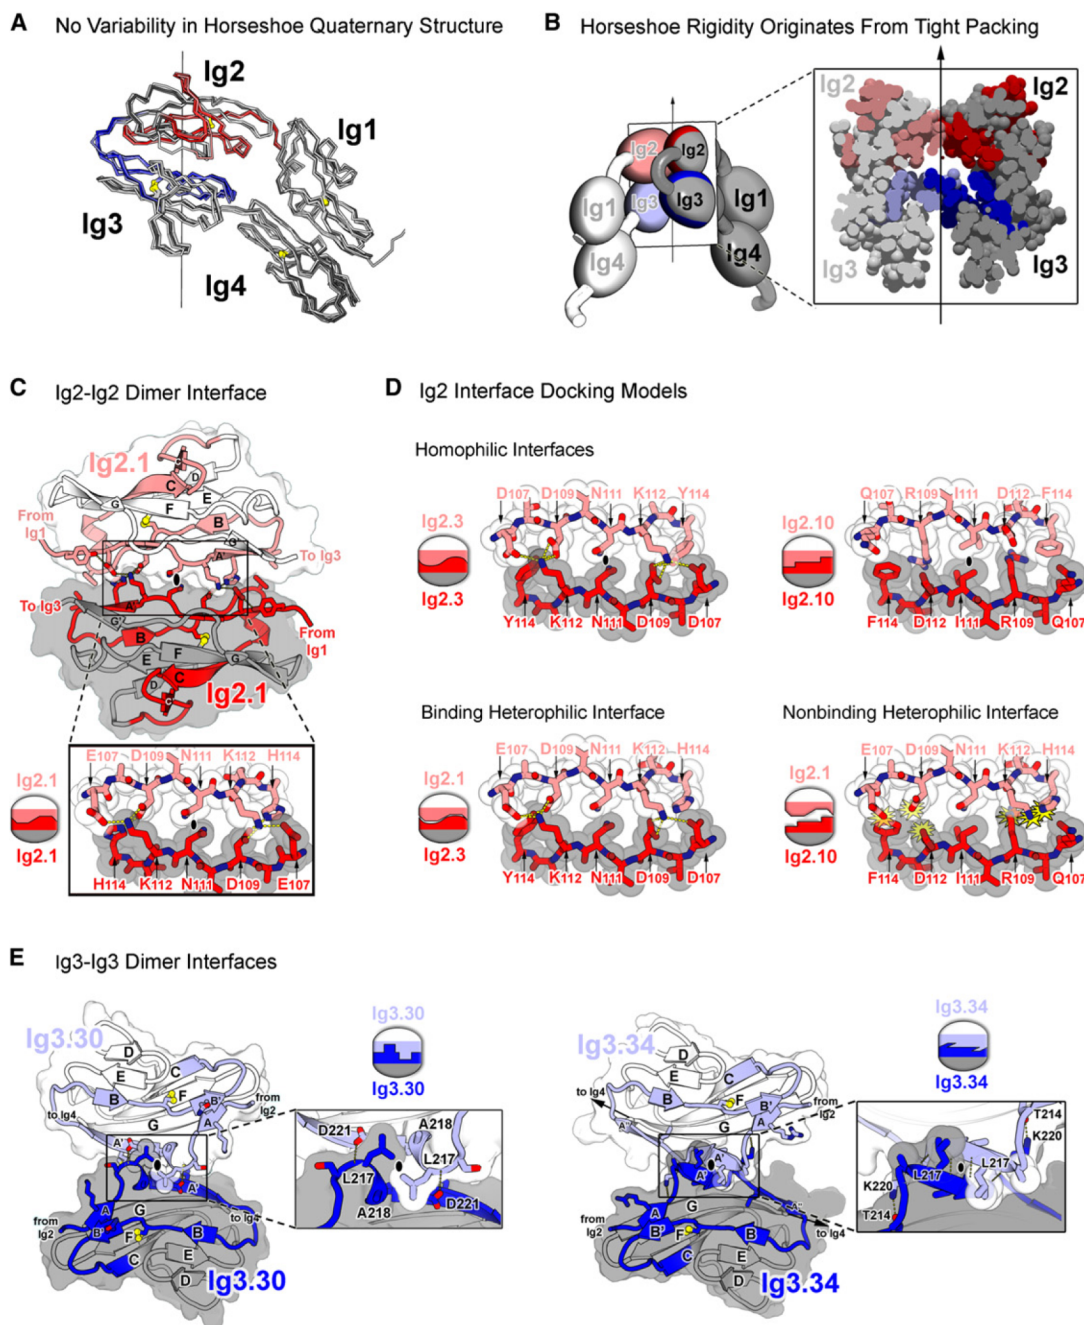 A No Variability in Horseshoe Quaternary Structure
Ig2
Ig1
Ig3
Ig4
B Horseshoe Rigidity Originates From Tight Packing
Ig2
Ig2
Ig3
Ig3
Ig1
Ig1
Ig4
Ig4
Ig2
Ig2
Ig3
Ig3
C Ig2-Ig2 Dimer Interface
Ig2.1
C
D
E
G
F
B
From
Ig1
G'
A'
To Ig3
To Ig3
A'
G'
B
From
Ig1
E
F
G
D
C
Ig2.1
E107 D109 N111 K112 H114
Ig2.1
Ig2.1
H114 K112 N111 D109 E107
D Ig2 Interface Docking Models
Homophilic Interfaces
D107 D109 N111 K112 Y114
Ig2.3
Ig2.3
Y114 K112 N111 D109 D107
Q107 R109 I111 D112 F114
Ig2.10
Ig2.10
F114 D112 I111 R109 Q107
Binding Heterophilic Interface
E107 D109 N111 K112 H114
Ig2.1
Ig2.3
Y114 K112 N111 D109 D107
Nonbinding Heterophilic Interface
E107 D109 N111 K112 H114
Ig2.1
Ig2.10
F114 D112 I111 R109 Q107
E Ig3-Ig3 Dimer Interfaces
Ig3.30
D
E
C
B
F
B'
to Ig4
G
A
from
Ig2
A'
A'
A
G
to Ig4
from
Ig2
B'
F
B
C
E
D
Ig3.30
Ig3.30
Ig3.30
D221
A218
L217
L217
A218
D221
Ig3.34
D
E
C
to Ig4
B
F
B'
from
Ig2
A"
G
A
A'
A'
A
G
A"
from
Ig2
B'
F
B
to Ig4
C
E
D
Ig3.34
Ig3.34
Ig3.34
T214
K220
L217
L217
K220
T214